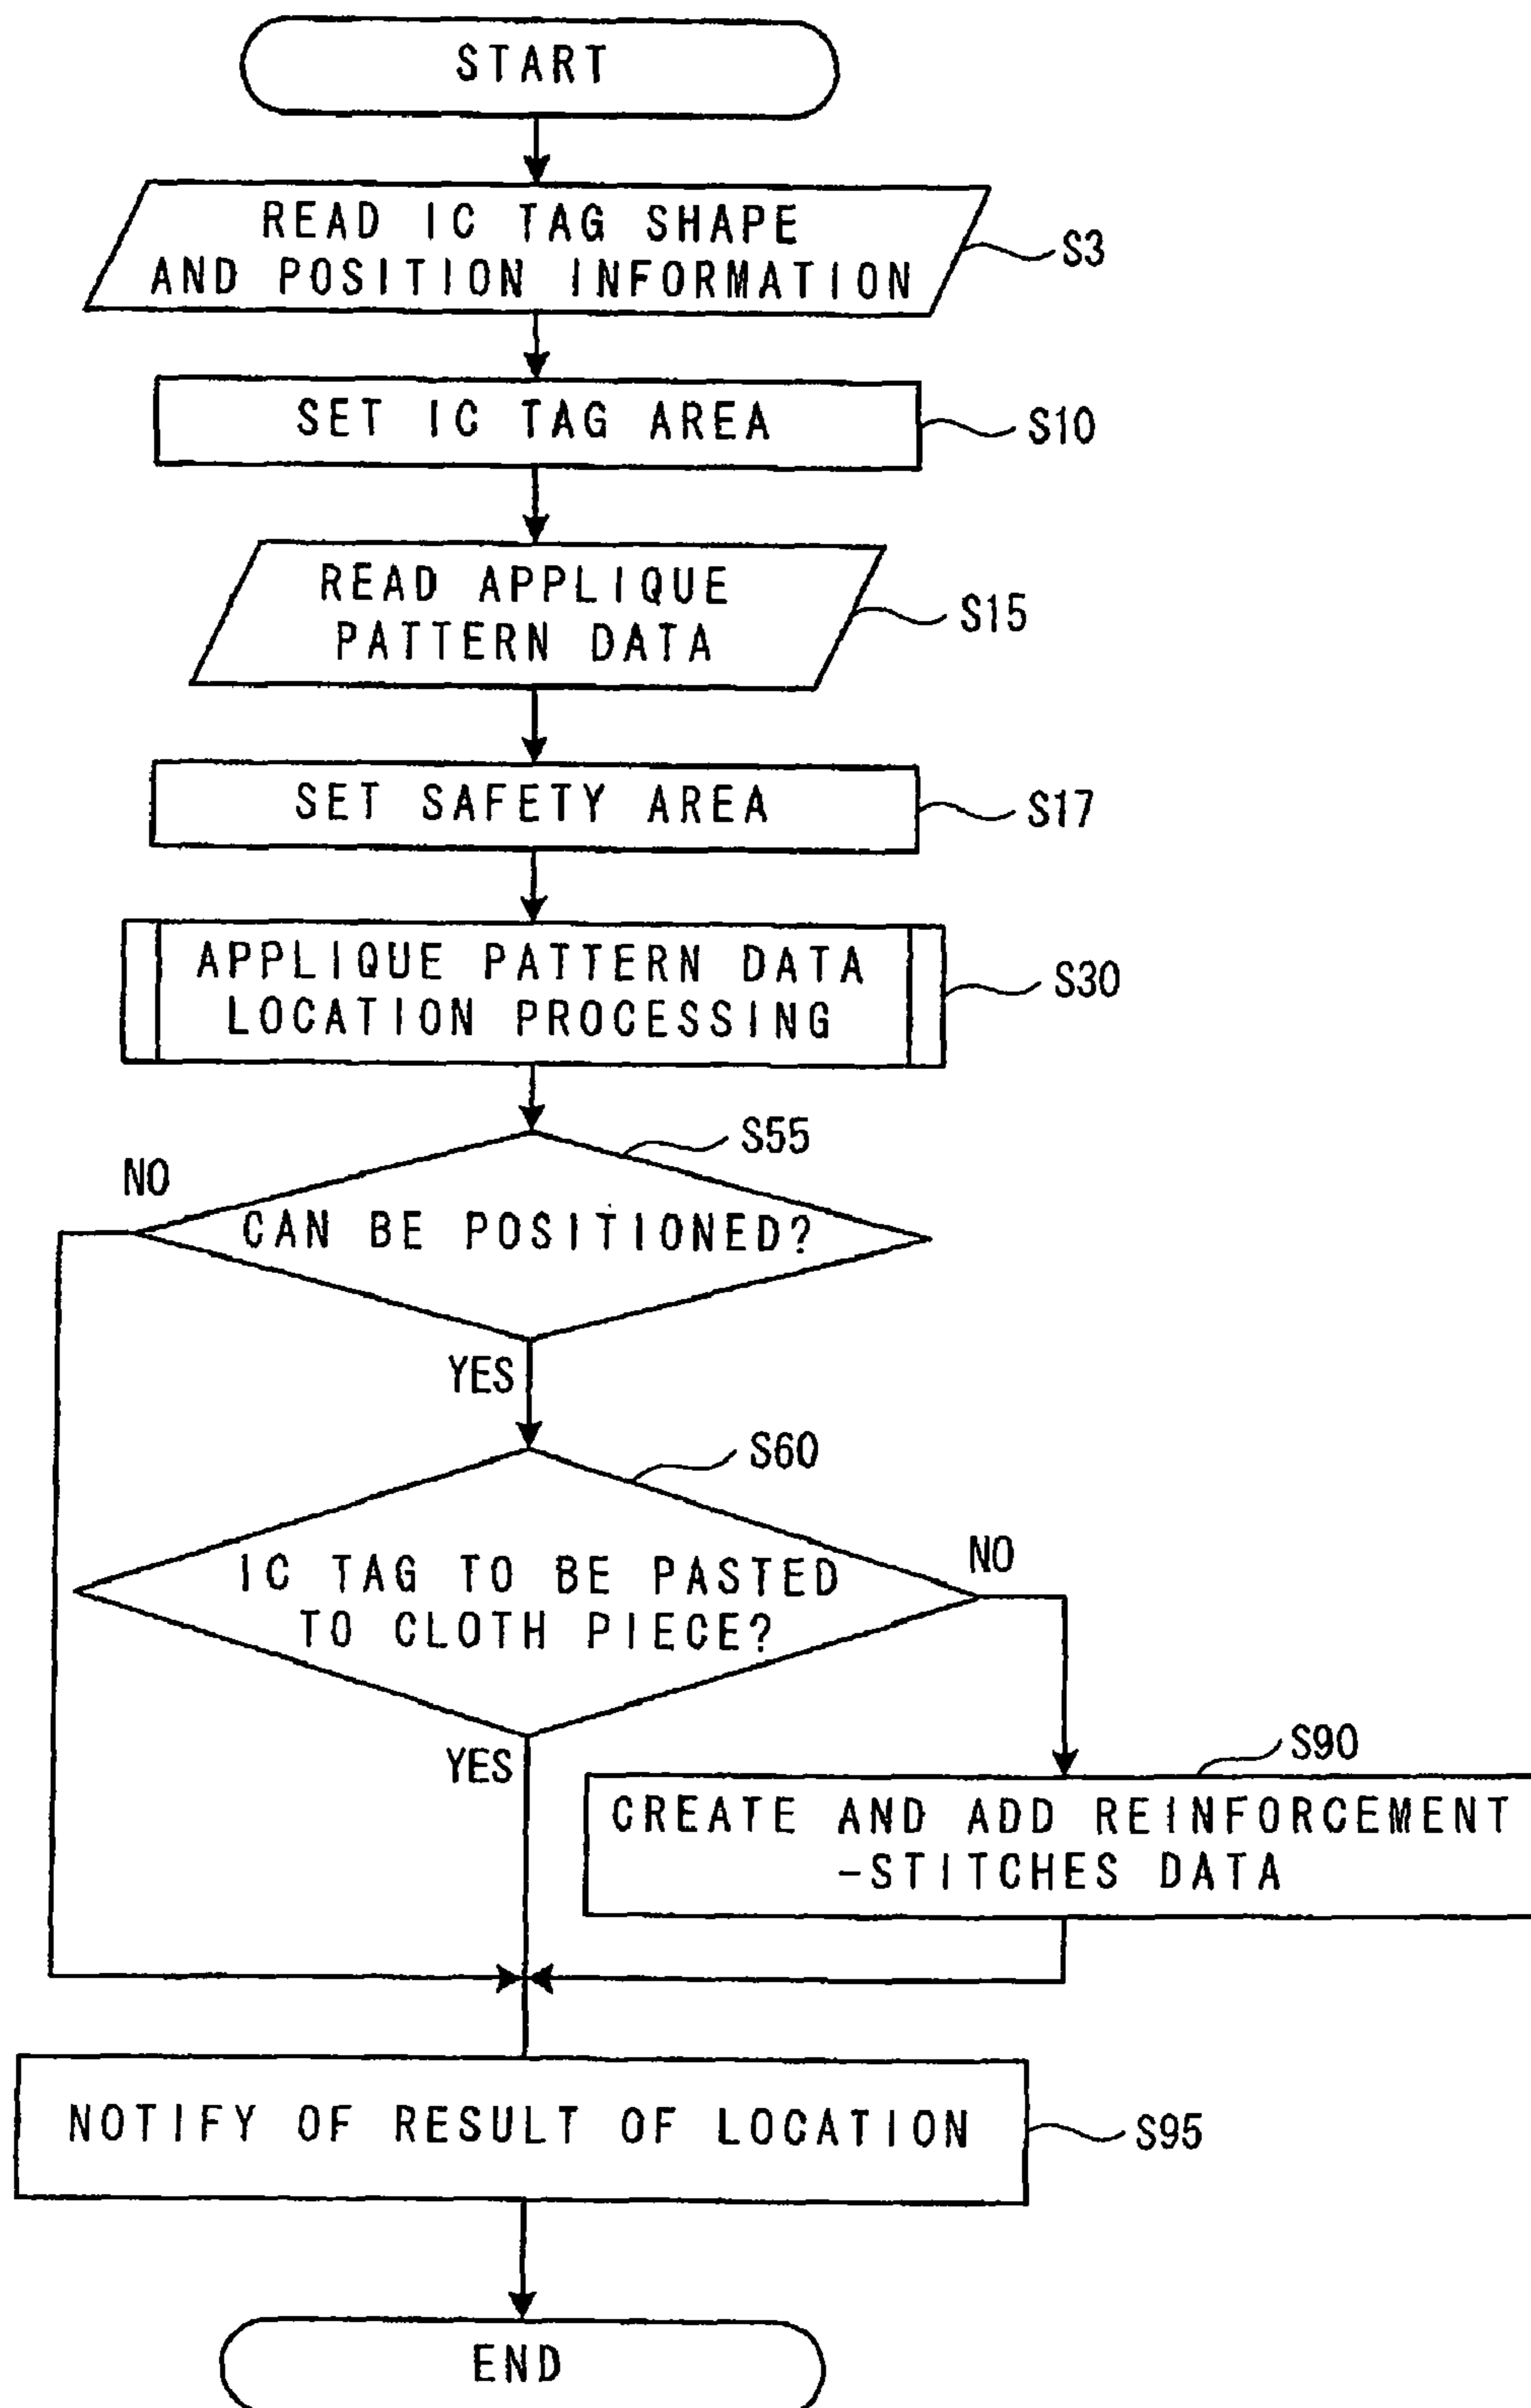 START
READ IC TAG SHAPE
AND POSITION INFORMATION
S3
SET IC TAG AREA
S10
READ APPLIQUE
PATTERN DATA
S15
SET SAFETY AREA
S17
APPLIQUE PATTERN DATA
LOCATION PROCESSING
S30
S55
NO
CAN BE POSITIONED?
YES
S60
NO
IC TAG TO BE PASTED
TO CLOTH PIECE?
YES
S90
CREATE AND ADD REINFORCEMENT
-STITCHES DATA
NOTIFY OF RESULT OF LOCATION
S95
END